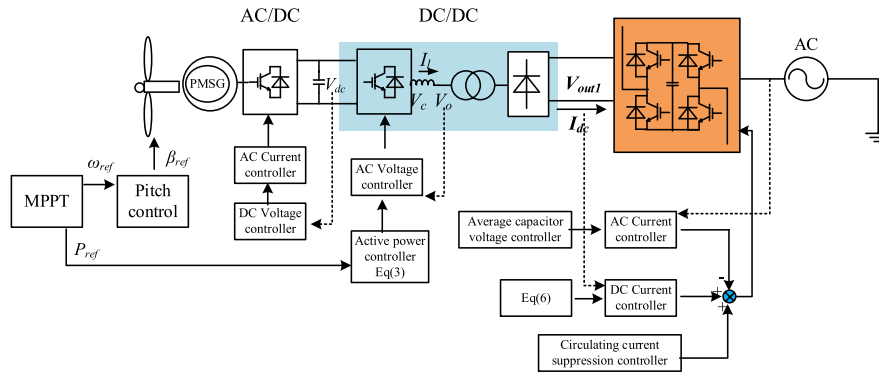 AC/DC
DC/DC
AC
PMSG
V_dc
I_l
V_c
V_o
V_out1
I_dc
ω_ref
β_ref
MPPT
Pitch
control
P_ref
AC Current
controller
DC Voltage
controller
AC Voltage
controller
Active power
controller
Eq(3)
Average capacitor
voltage controller
AC Current
controller
-
Eq(6)
DC Current
controller
+
+
Circulating current
suppression controller